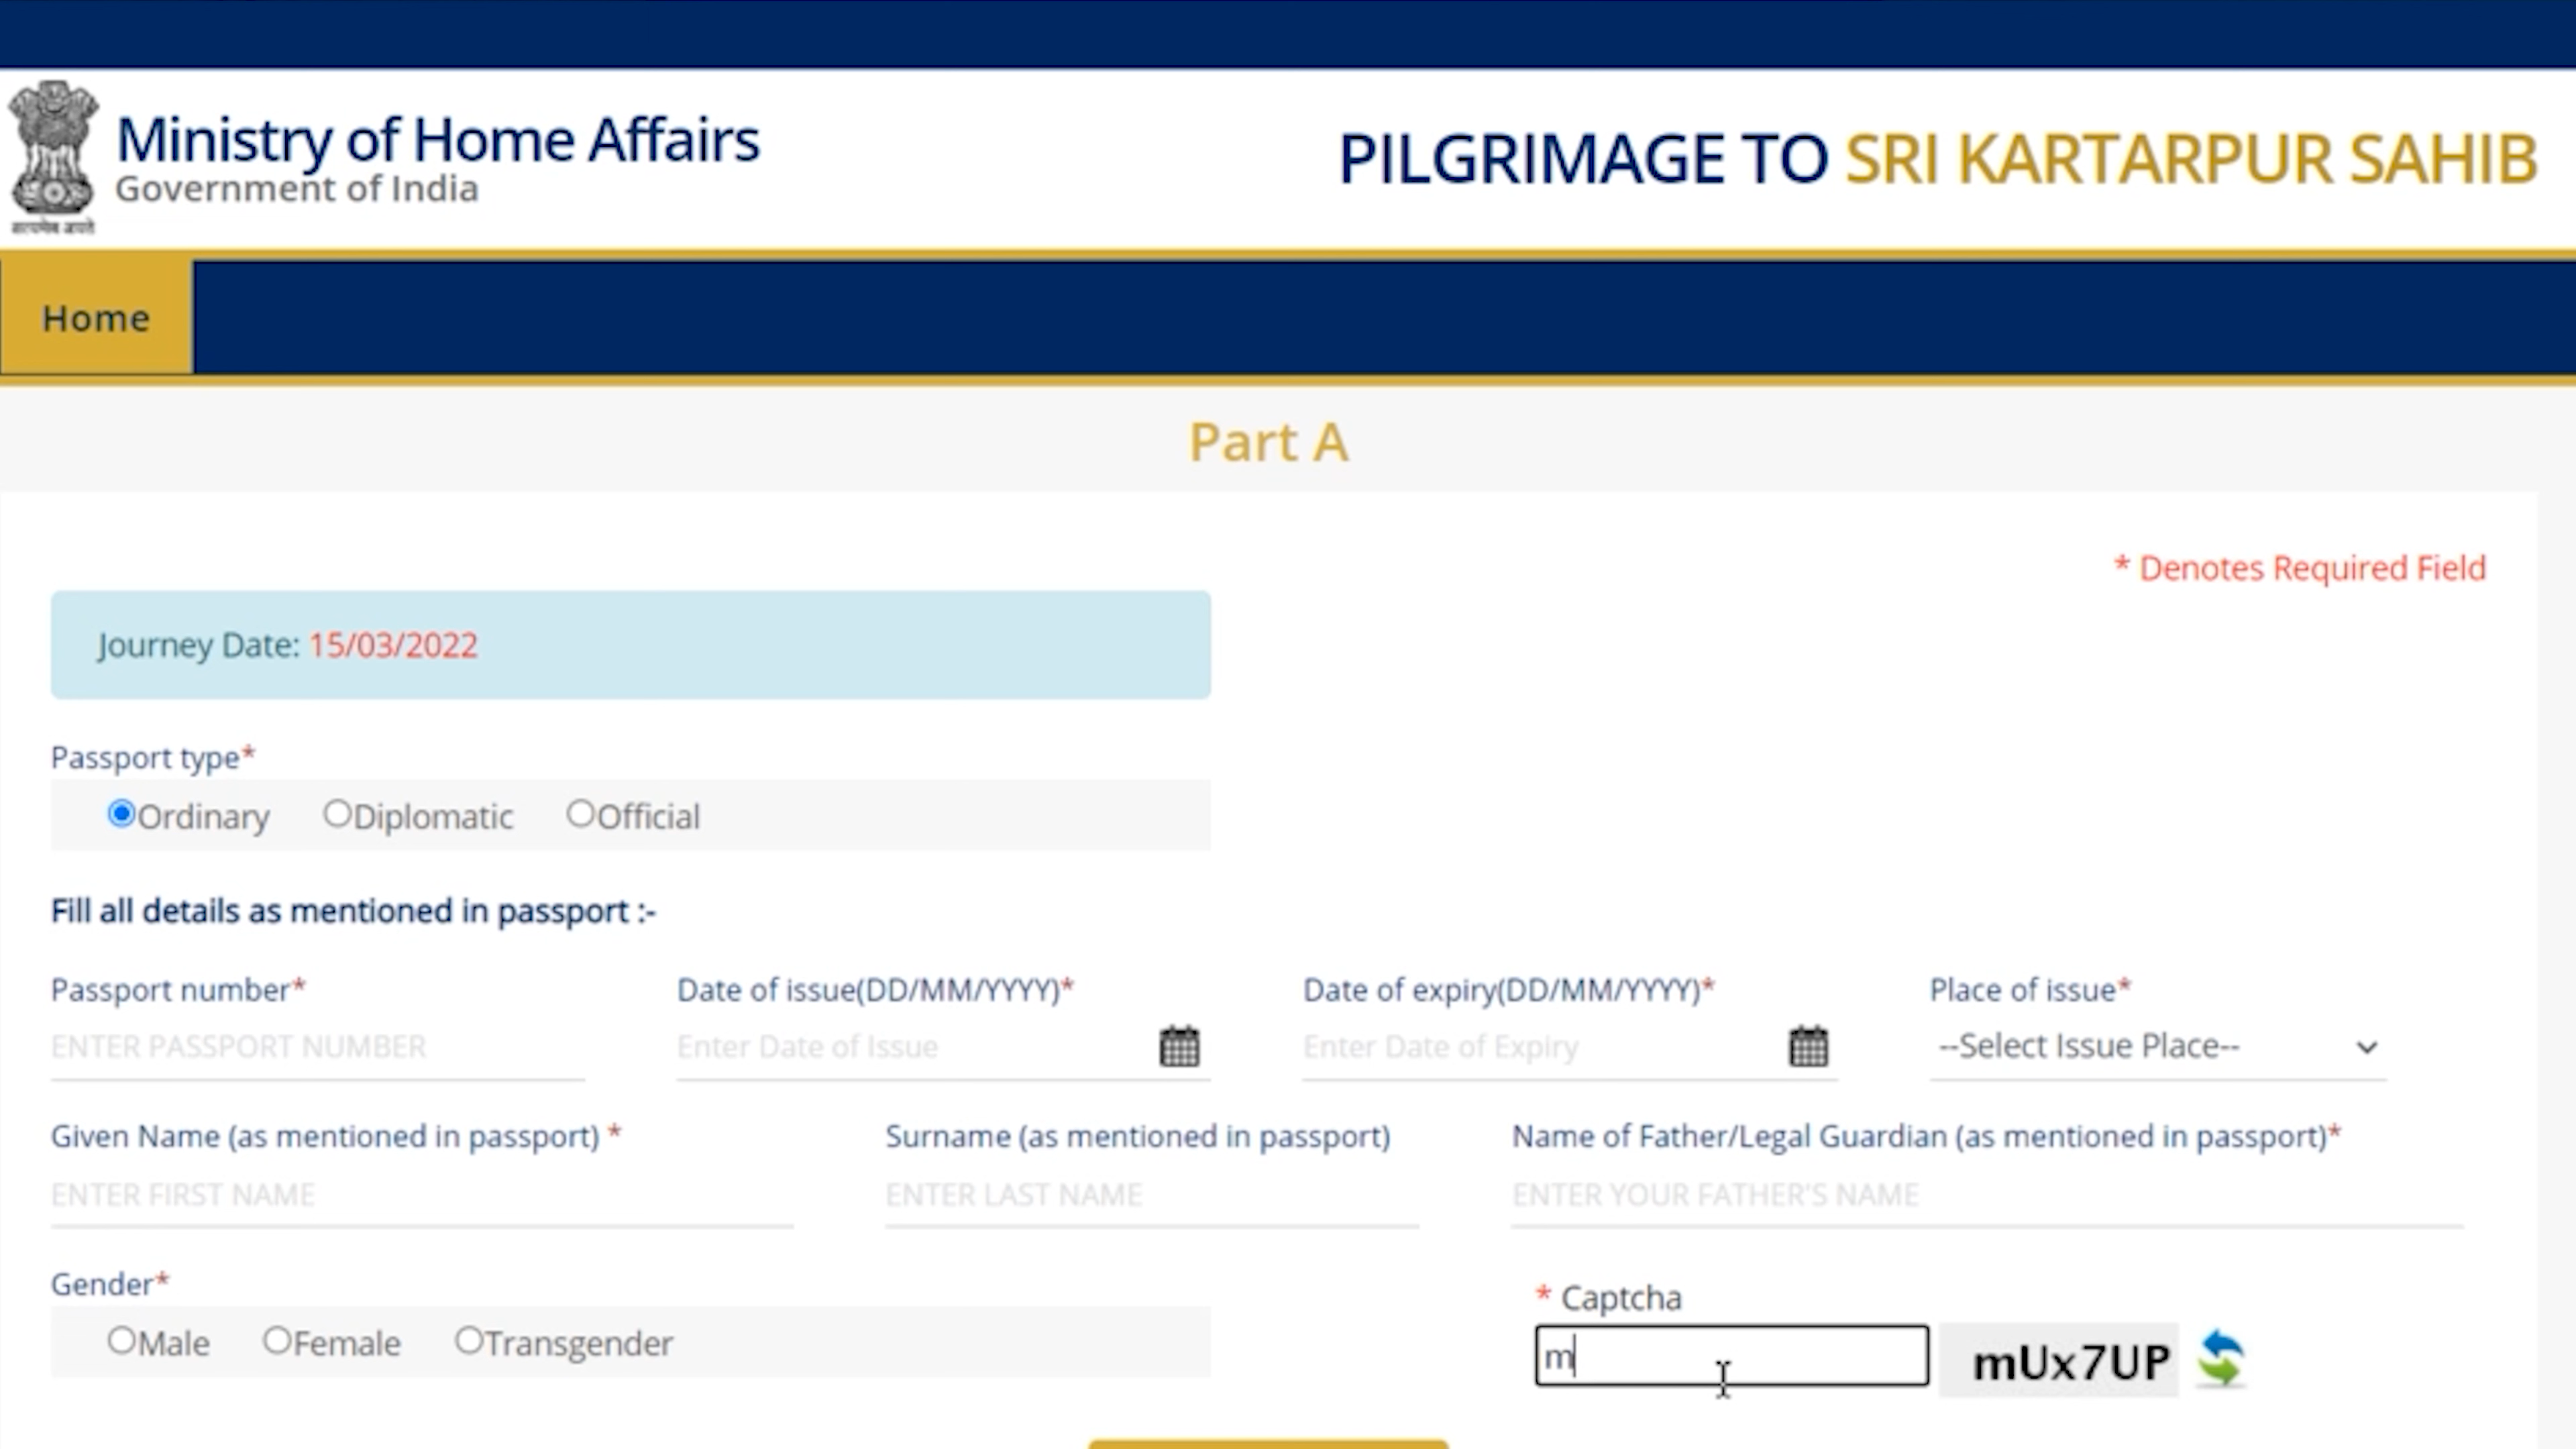 Ministry of Home Affairs
Government of India
सत्यमेव जयते
PILGRIMAGE TO SRI KARTARPUR SAHIB
Home
Part A
* Denotes Required Field
Journey Date: 15/03/2022
Passport type*
Ordinary Diplomatic Official
Fill all details as mentioned in passport :-
Passport number* Date of issue(DD/MM/YYYY)* Date of expiry(DD/MM/YYYY)* Place of issue*
ENTER PASSPORT NUMBER Enter Date of Issue Enter Date of Expiry --Select Issue Place--
Given Name (as mentioned in passport) * Surname (as mentioned in passport) Name of Father/Legal Guardian (as mentioned in passport)*
ENTER FIRST NAME ENTER LAST NAME ENTER YOUR FATHER'S NAME
Gender* * Captcha
Male Female Transgender m mUx7UP